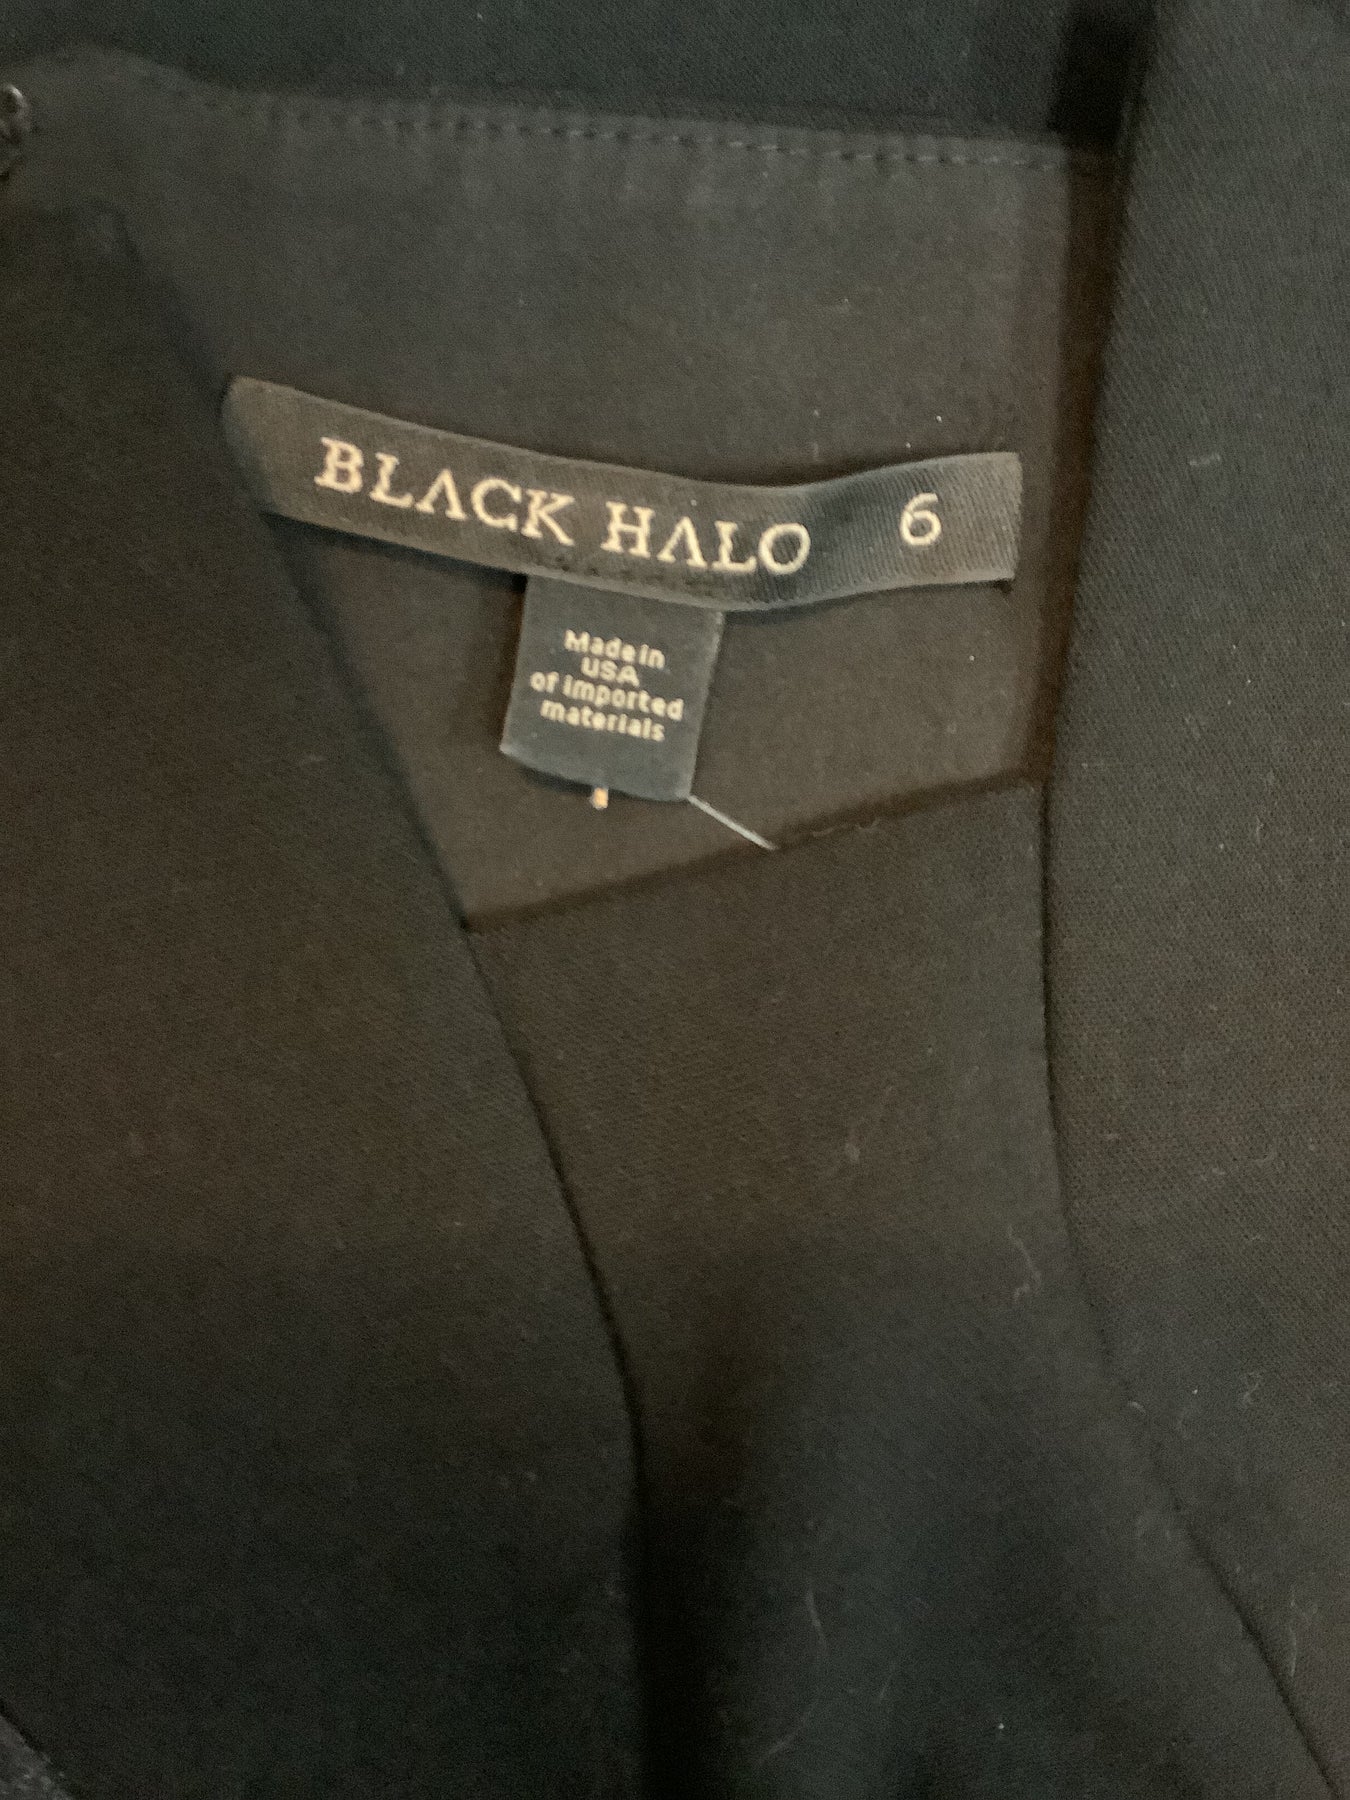 BLACK HALO 6
Made in
USA
of imported
materials